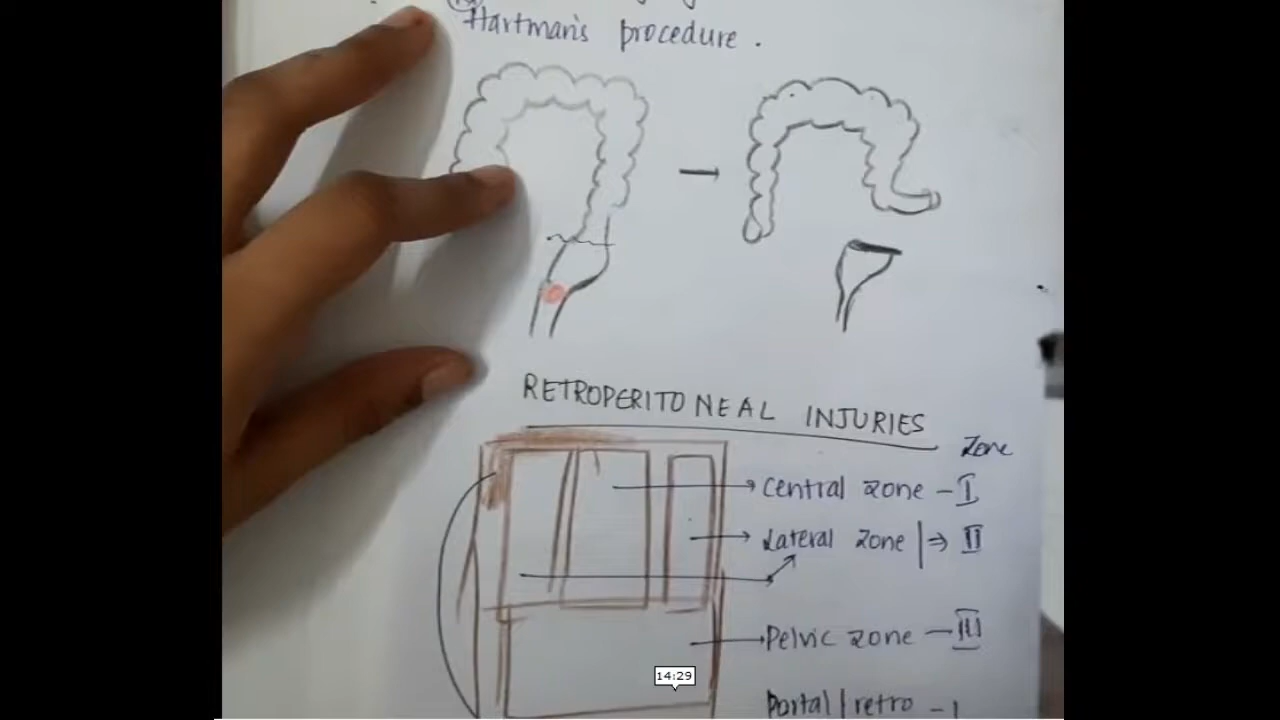 Hartman's procedure.
RETROPERITONEAL INJURIES
Zone
Central zone - I
Lateral zone | ⇒ II
Pelvic zone - III
14:29
Portal / retro -